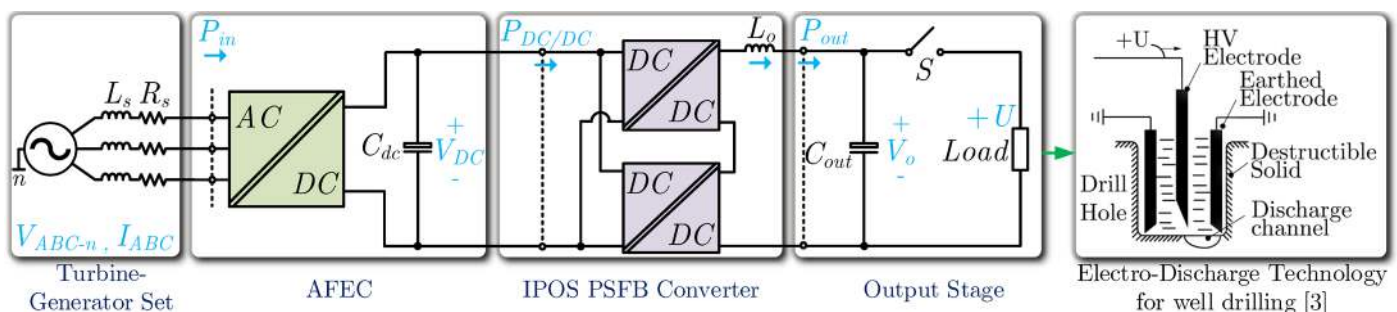 P_in
P_DC/DC
L_o
P_out
L_s R_s
AC
DC
C_dc
+
V_DC
-
DC
DC
DC
DC
S
C_out
+
V_o
-
+U
Load
n
V_ABC-n , I_ABC
+U
HV
Electrode
Earthed
Electrode
Destructible
Solid
Drill
Hole
Discharge
channel
Turbine-
Generator Set
AFEC
IPOS PSFB Converter
Output Stage
Electro-Discharge Technology
for well drilling [3]